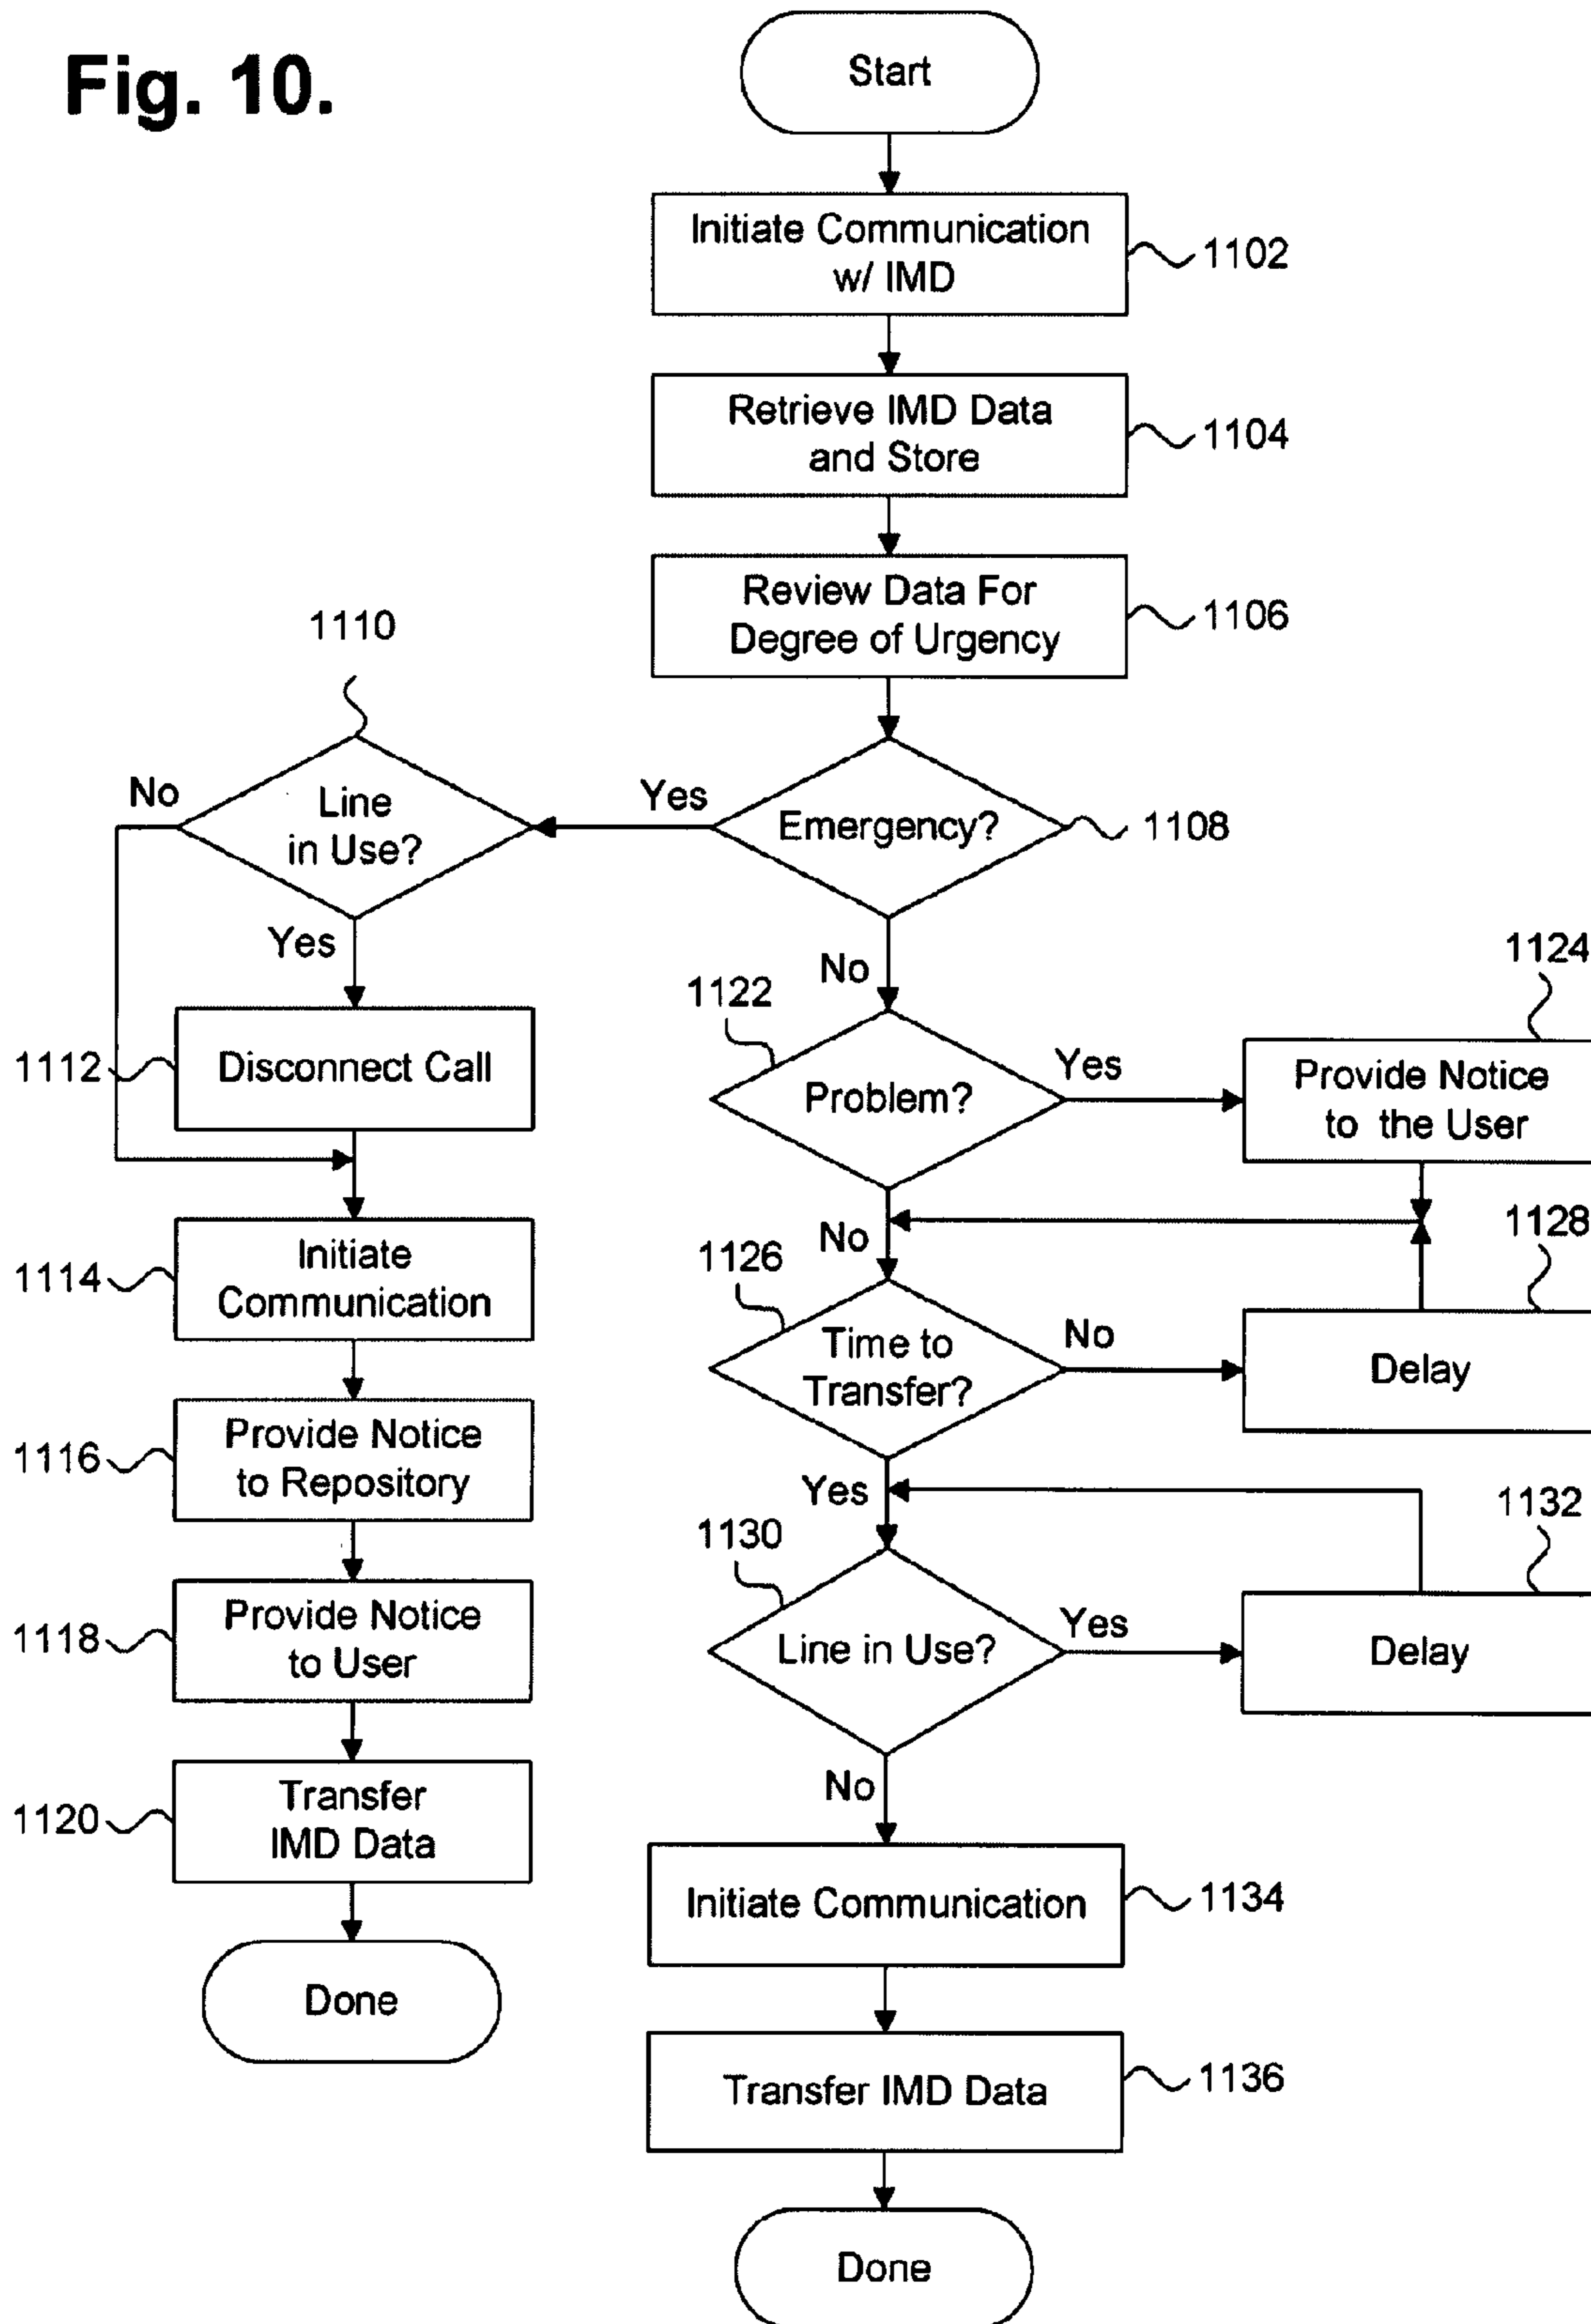 Fig. 10.
Start
Initiate Communication
w/ IMD
1102
Retrieve IMD Data
and Store
1104
Review Data For
Degree of Urgency
1106
Emergency?
1108
Yes
No
1110
Line
in Use?
No
Yes
1112
Disconnect Call
1114
Initiate
Communication
1116
Provide Notice
to Repository
1118
Provide Notice
to User
1120
Transfer
IMD Data
Done
1122
Problem?
Yes
No
1124
Provide Notice
to the User
1126
Time to
Transfer?
No
Yes
1128
Delay
1130
Line in Use?
Yes
No
1132
Delay
Initiate Communication
1134
Transfer IMD Data
1136
Done